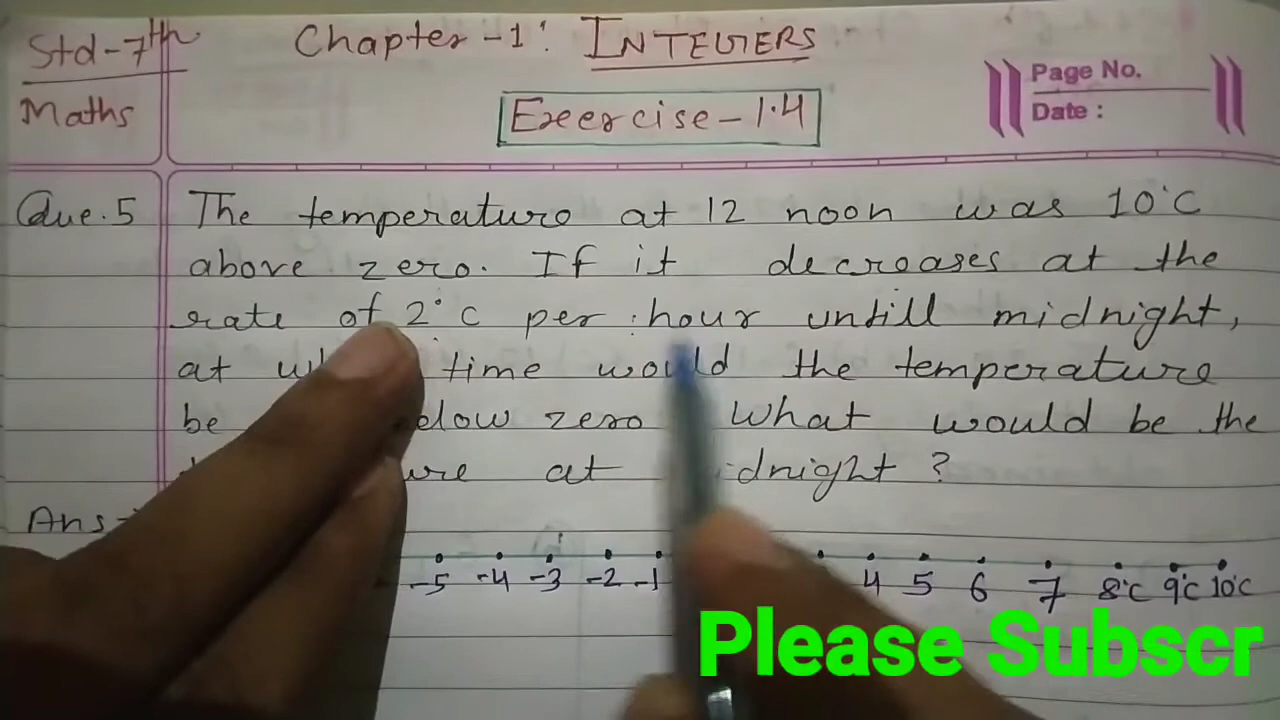 Std-7th
Maths
Chapter-1: INTEGERS
Exercise-1.4
Page No.
Date :
Que.5 The temperature at 12 noon was 10°C
above zero. If it decreases at the
rate of 2°C per hour untill midnight,
at time would the temperature
be zero What would be the
at ?
Ans
-5 -4 -3 -2 -1 4 5 6 7 8°C 9°C 10°C
Please Subscr